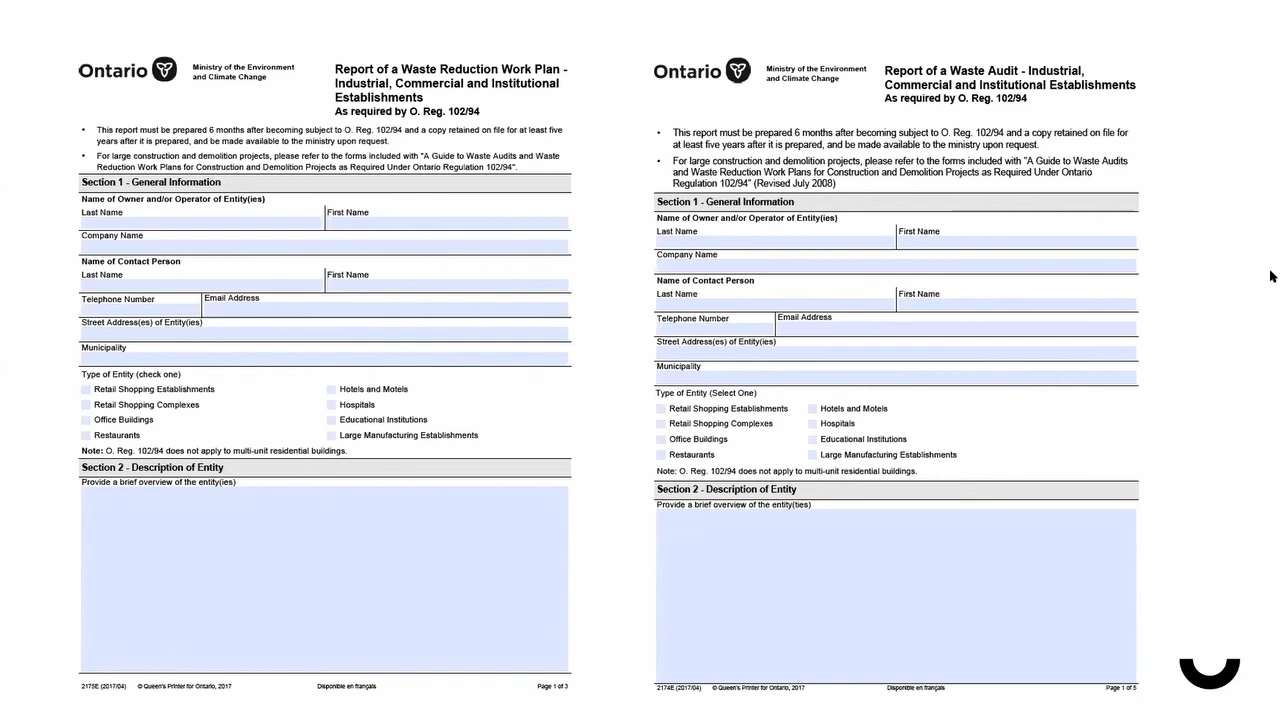 Ontario
Ministry of the Environment
and Climate Change
Report of a Waste Reduction Work Plan -
Industrial, Commercial and Institutional
Establishments
As required by O. Reg. 102/94
• This report must be prepared 6 months after becoming subject to O. Reg. 102/94 and a copy retained on file for at least five
years after it is prepared, and be made available to the ministry upon request.
• For large construction and demolition projects, please refer to the forms included with "A Guide to Waste Audits and Waste
Reduction Work Plans for Construction and Demolition Projects as Required Under Ontario Regulation 102/94".
Section 1 - General Information
Name of Owner and/or Operator of Entity(ies)
Last Name First Name
Company Name
Name of Contact Person
Last Name First Name
Telephone Number Email Address
Street Address(es) of Entity(ies)
Municipality
Type of Entity (check one)
Retail Shopping Establishments Hotels and Motels
Retail Shopping Complexes Hospitals
Office Buildings Educational Institutions
Restaurants Large Manufacturing Establishments
Note: O. Reg. 102/94 does not apply to multi-unit residential buildings.
Section 2 - Description of Entity
Provide a brief overview of the entity(ies)
2175E (2017/04) © Queen's Printer for Ontario, 2017 Disponible en français Page 1 of 3
Ontario
Ministry of the Environment
and Climate Change
Report of a Waste Audit - Industrial,
Commercial and Institutional Establishments
As required by O. Reg. 102/94
• This report must be prepared 6 months after becoming subject to O. Reg. 102/94 and a copy retained on file for
at least five years after it is prepared, and be made available to the ministry upon request.
• For large construction and demolition projects, please refer to the forms included with "A Guide to Waste Audits
and Waste Reduction Work Plans for Construction and Demolition Projects as Required Under Ontario
Regulation 102/94" (Revised July 2008)
Section 1 - General Information
Name of Owner and/or Operator of Entity(ies)
Last Name First Name
Company Name
Name of Contact Person
Last Name First Name
Telephone Number Email Address
Street Address(es) of Entity(ies)
Municipality
Type of Entity (Select One)
Retail Shopping Establishments Hotels and Motels
Retail Shopping Complexes Hospitals
Office Buildings Educational Institutions
Restaurants Large Manufacturing Establishments
Note: O. Reg. 102/94 does not apply to multi-unit residential buildings.
Section 2 - Description of Entity
Provide a brief overview of the entity(ties)
2174E (2017/04) © Queen's Printer for Ontario, 2017 Disponible en français Page 1 of 5